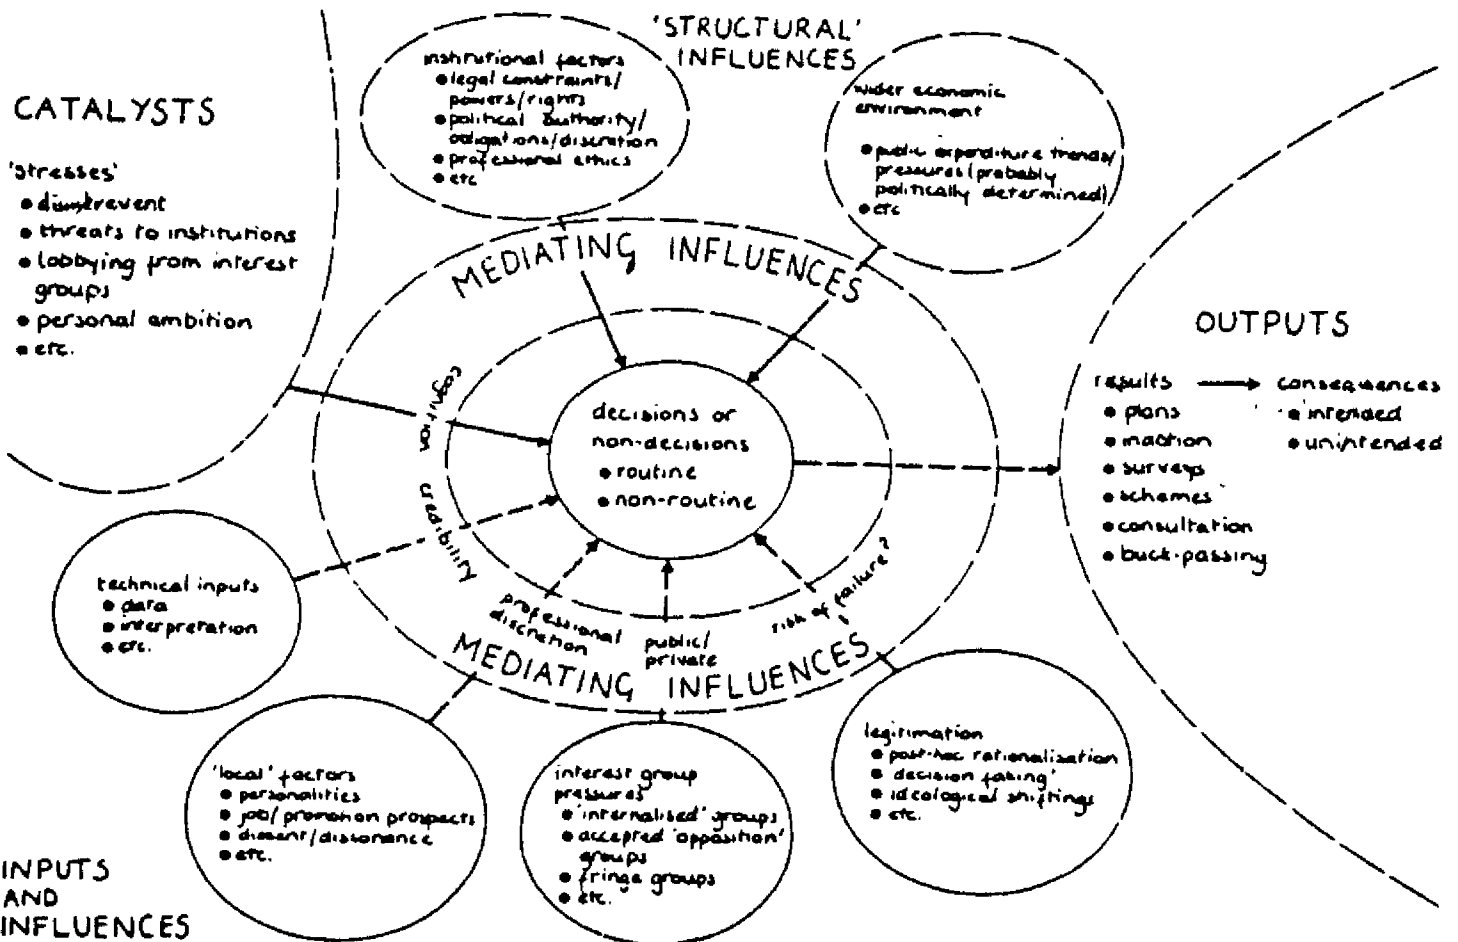 'STRUCTURAL'
INFLUENCES
CATALYSTS
'stresses'
• threats to institutions
• lobbying from interest
groups
• personal ambition
• etc.
institutional factors
• legal constraints/
powers/rights
• political authority/
obligations/discretion
• professional ethics
• etc
wider economic
environment
• public expenditure trends/
pressures (probably
politically determined)
• etc
MEDIATING INFLUENCES
cognition
credibility
professional
discretion
public/
private
risk of failure?
MEDIATING INFLUENCES
decisions or
non-decisions
• routine
• non-routine
OUTPUTS
results
• plans
• inaction
• surveys
• schemes
• consultation
• buck-passing
consequences
• intended
• unintended
technical inputs
• data
• interpretation
• etc.
'local' factors
• personalities
• job/promotion prospects
• dissent/dissonance
• etc.
interest group
pressures
• 'internalised' groups
• accepted 'opposition'
groups
• fringe groups
• etc.
legitimation
• post-hoc rationalisation
• 'decision faking'
• ideological shiftings
• etc.
INPUTS
AND
INFLUENCES